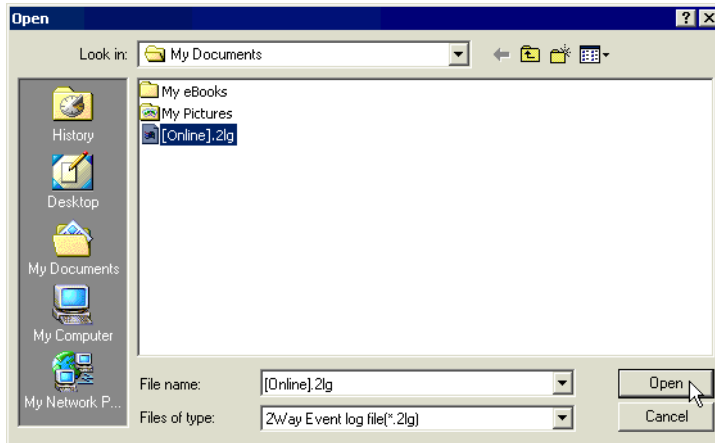 Open
Look in:
My Documents
History
Desktop
My Documents
My Computer
My Network P...
My eBooks
My Pictures
[Online].2lg
File name:
[Online].2lg
Open
Files of type:
2Way Event log file(*.2lg)
Cancel